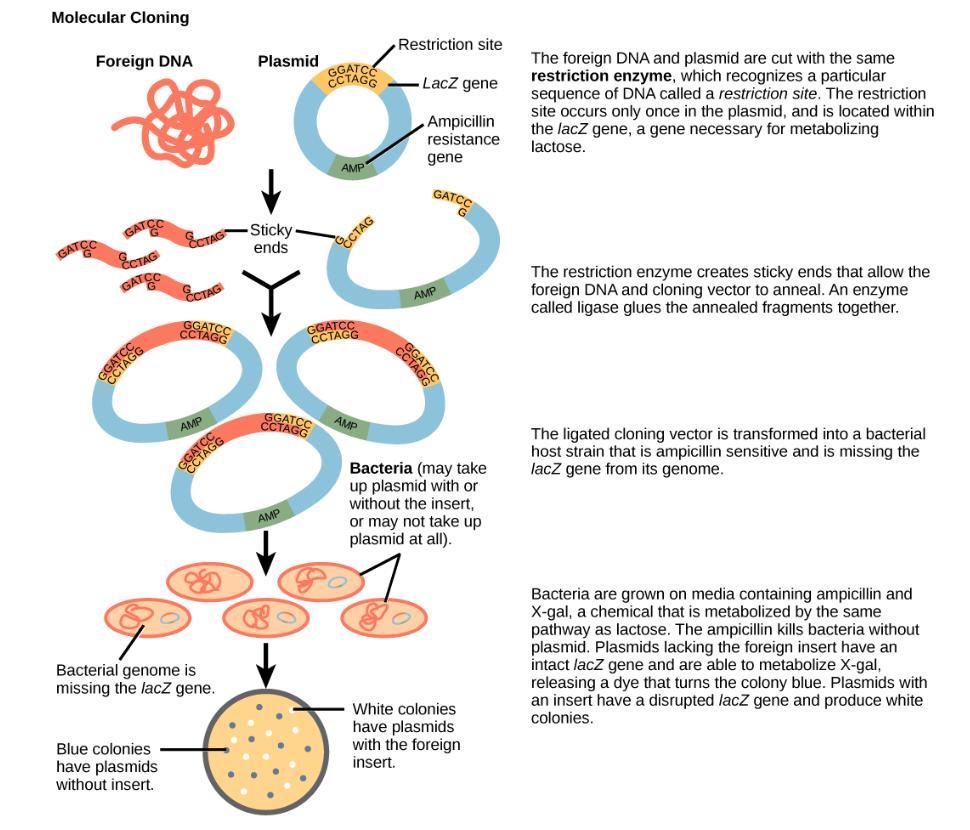 Molecular Cloning
Foreign DNA
Plasmid
Restriction site
GGATCC
CCTAGG
LacZ gene
Ampicillin
resistance
gene
AMP
The foreign DNA and plasmid are cut with the same
restriction enzyme, which recognizes a particular
sequence of DNA called a restriction site. The restriction
site occurs only once in the plasmid, and is located within
the lacZ gene, a gene necessary for metabolizing
lactose.
GATCC
G
G
CCTAG
GATCC
G
G
CCTAG
GATCC
G
G
CCTAG
Sticky
ends
G
CCTAG
GATCC
G
AMP
The restriction enzyme creates sticky ends that allow the
foreign DNA and cloning vector to anneal. An enzyme
called ligase glues the annealed fragments together.
GGATCC
CCTAGG
GGATCC
CCTAGG
AMP
GGATCC
CCTAGG
GGATCC
CCTAGG
AMP
GGATCC
CCTAGG
GGATCC
CCTAGG
AMP
The ligated cloning vector is transformed into a bacterial
host strain that is ampicillin sensitive and is missing the
lacZ gene from its genome.
Bacteria (may take
up plasmid with or
without the insert,
or may not take up
plasmid at all).
Bacterial genome is
missing the lacZ gene.
Bacteria are grown on media containing ampicillin and
X-gal, a chemical that is metabolized by the same
pathway as lactose. The ampicillin kills bacteria without
plasmid. Plasmids lacking the foreign insert have an
intact lacZ gene and are able to metabolize X-gal,
releasing a dye that turns the colony blue. Plasmids with
an insert have a disrupted lacZ gene and produce white
colonies.
Blue colonies
have plasmids
without insert.
White colonies
have plasmids
with the foreign
insert.